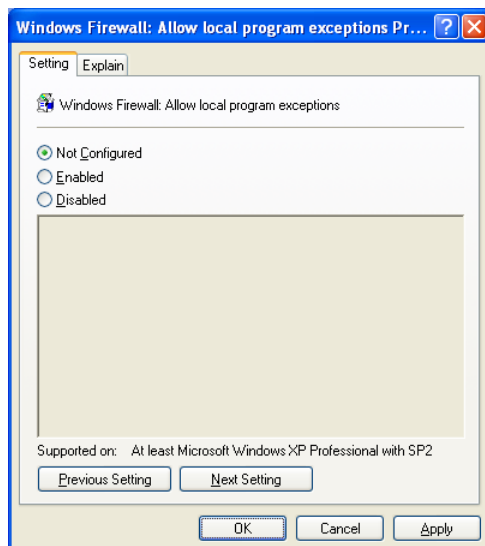 Windows Firewall: Allow local program exceptions Pr...
Setting Explain
Windows Firewall: Allow local program exceptions
Not Configured
Enabled
Disabled
Supported on: At least Microsoft Windows XP Professional with SP2
Previous Setting Next Setting
OK Cancel Apply